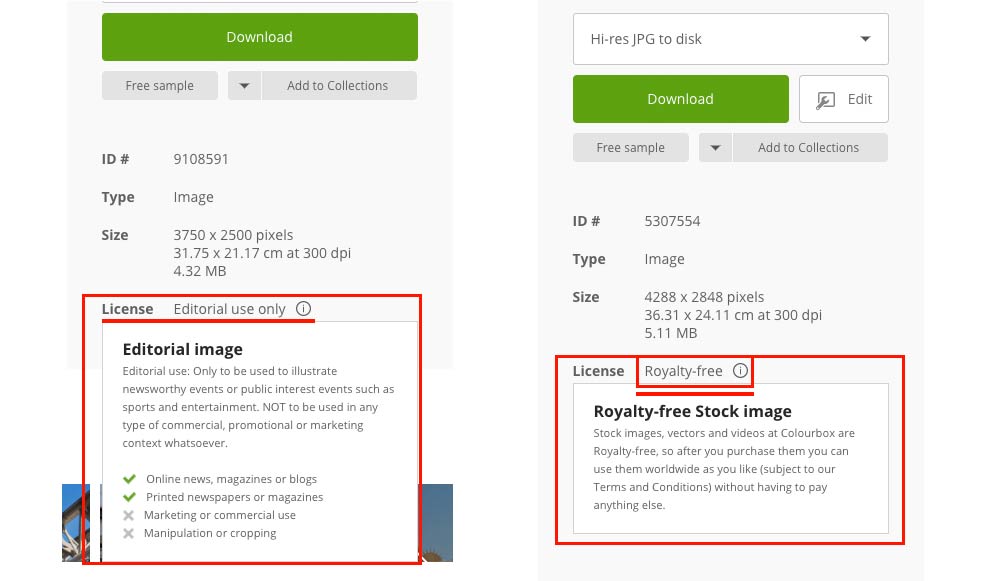 Download
Free sample
Add to Collections
ID # 9108591
Type Image
Size 3750 x 2500 pixels
31.75 x 21.17 cm at 300 dpi
4.32 MB
License Editorial use only
Editorial image
Editorial use: Only to be used to illustrate
newsworthy events or public interest events such as
sports and entertainment. NOT to be used in any
type of commercial, promotional or marketing
context whatsoever.
Online news, magazines or blogs
Printed newspapers or magazines
Marketing or commercial use
Manipulation or cropping
Hi-res JPG to disk
Download
Edit
Free sample
Add to Collections
ID # 5307554
Type Image
Size 4288 x 2848 pixels
36.31 x 24.11 cm at 300 dpi
5.11 MB
License Royalty-free
Royalty-free Stock image
Stock images, vectors and videos at Colourbox are
Royalty-free, so after you purchase them you can
use them worldwide as you like (subject to our
Terms and Conditions) without having to pay
anything else.